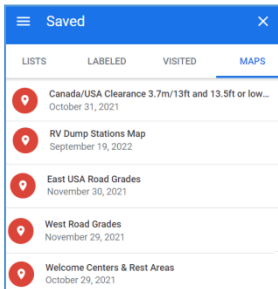 Saved
LISTS LABELED VISITED MAPS
Canada/USA Clearance 3.7m/13ft and 13.5ft or low...
October 31, 2021
RV Dump Stations Map
September 19, 2022
East USA Road Grades
November 30, 2021
West Road Grades
November 29, 2021
Welcome Centers & Rest Areas
October 29, 2021